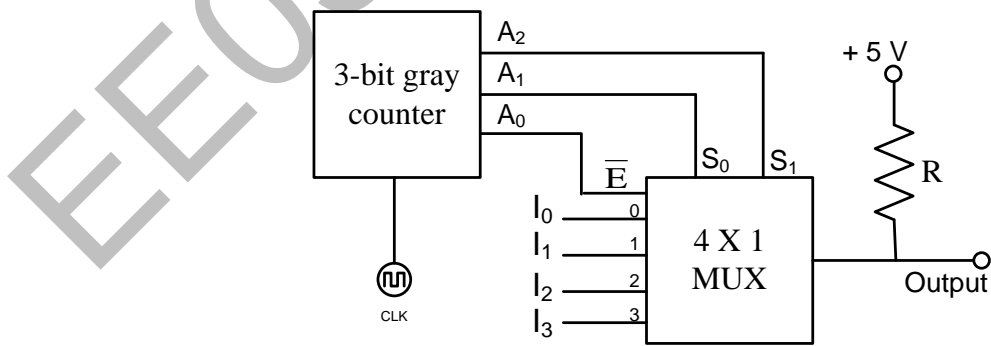 EE0
3-bit gray
counter
A₂
A₁
A₀
+ 5 V
R
E̅
S₀
S₁
I₀
0
I₁
1
I₂
2
I₃
3
4 X 1
MUX
Output
CLK